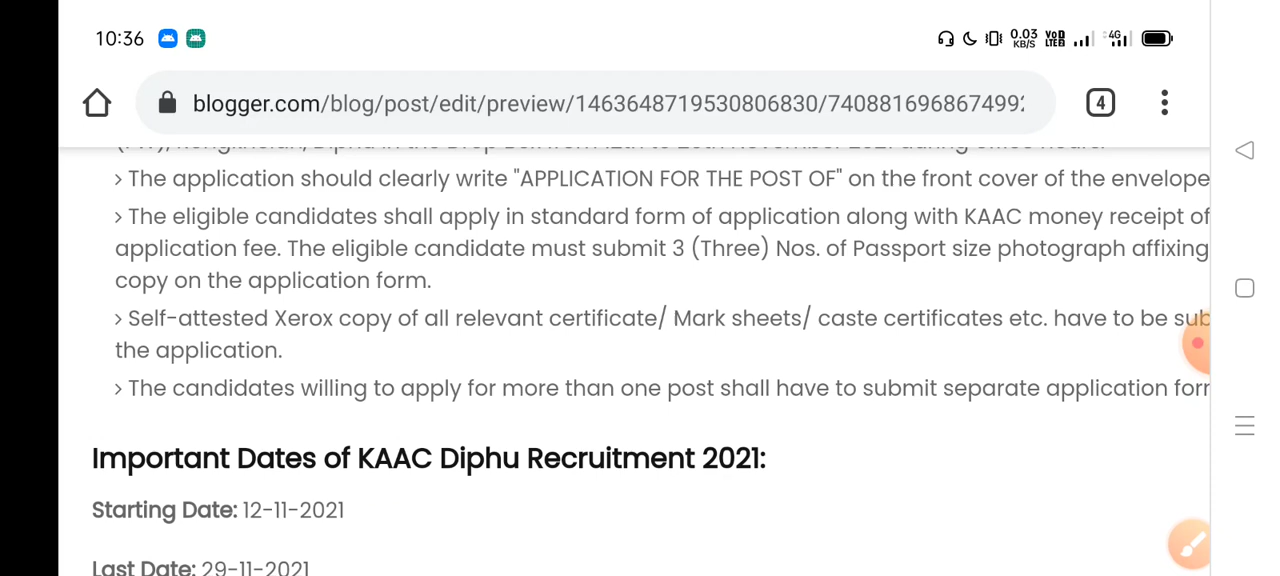 10:36 0.03 KB/S VoD LTE2 4G
blogger.com/blog/post/edit/preview/1463648719530806830/740881696867499
4
> The application should clearly write "APPLICATION FOR THE POST OF" on the front cover of the envelope
> The eligible candidates shall apply in standard form of application along with KAAC money receipt of
application fee. The eligible candidate must submit 3 (Three) Nos. of Passport size photograph affixing
copy on the application form.
> Self-attested Xerox copy of all relevant certificate/ Mark sheets/ caste certificates etc. have to be sub
the application.
> The candidates willing to apply for more than one post shall have to submit separate application for
Important Dates of KAAC Diphu Recruitment 2021:
Starting Date: 12-11-2021
Last Date: 29-11-2021